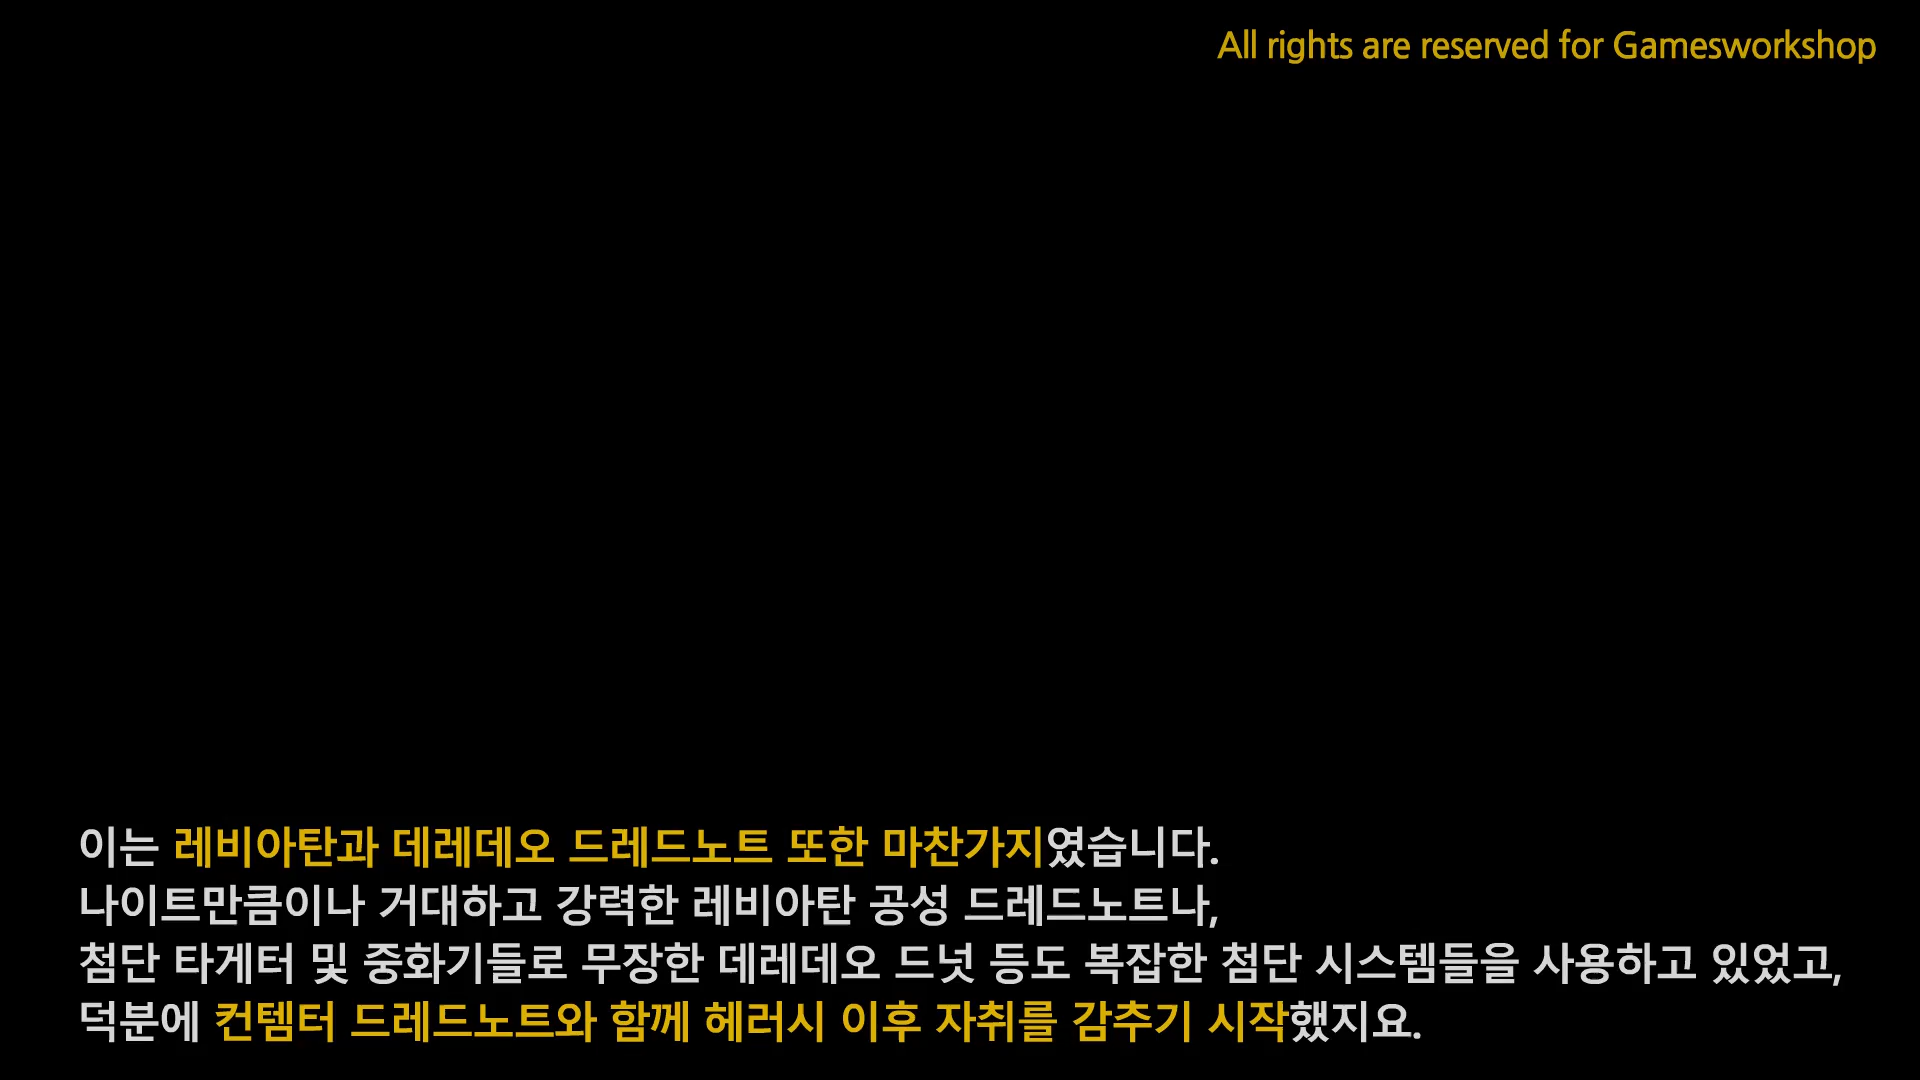 All rights are reserved for Gamesworkshop
이는 레비아탄과 데레데오 드레드노트 또한 마찬가지였습니다.
나이트만큼이나 거대하고 강력한 레비아탄 공성 드레드노트나,
첨단 타게터 및 중화기들로 무장한 데레데오 드넛 등도 복잡한 첨단 시스템들을 사용하고 있었고,
덕분에 컨템터 드레드노트와 함께 헤러시 이후 자취를 감추기 시작했지요.